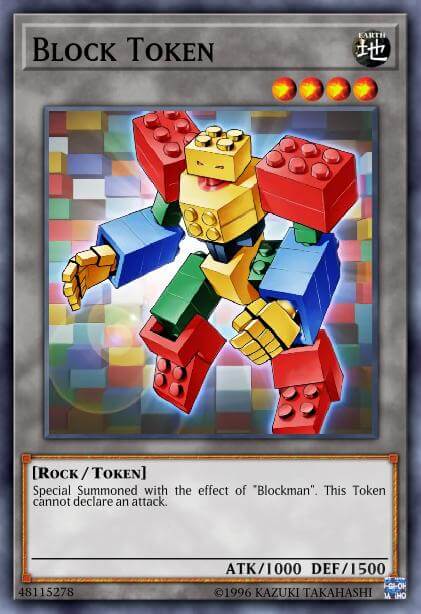 Block Token
EARTH
地
[Rock / Token]
Special Summoned with the effect of "Blockman". This Token
cannot declare an attack.
ATK/1000 DEF/1500
48115278
©1996 KAZUKI TAKAHASHI